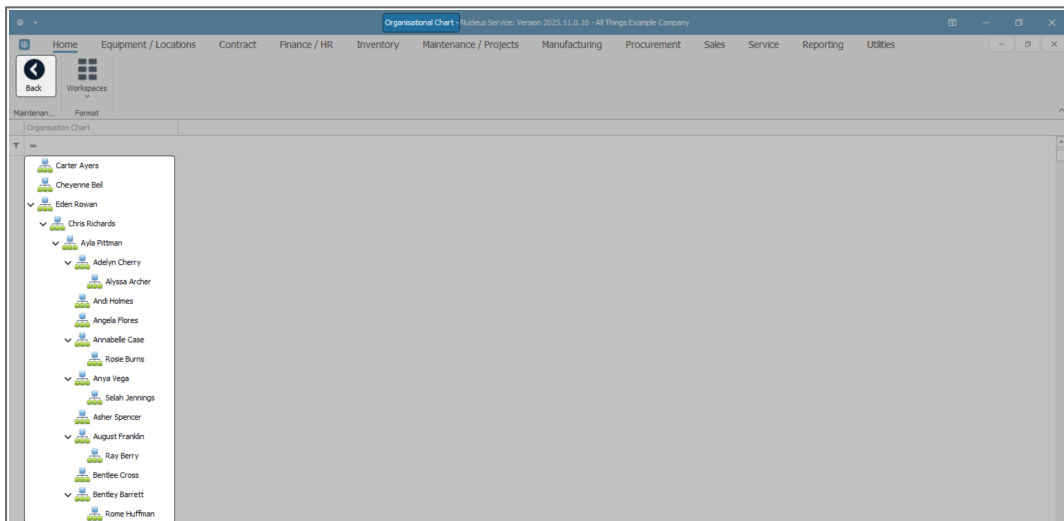 Organisational Chart - Nucleus Service: Version 2023.11.0.10 - All Things Example Company
Home Equipment / Locations Contract Finance / HR Inventory Maintenance / Projects Manufacturing Procurement Sales Service Reporting Utilities
Back Workspaces
Maintenan... Format
Organisation Chart
=
Carter Ayers
Cheyenne Bell
Eden Rowan
Chris Richards
Ayla Pittman
Adelyn Cherry
Alyssa Archer
Andi Holmes
Angela Flores
Annabelle Case
Rosie Burns
Anya Vega
Selah Jennings
Asher Spencer
August Franklin
Ray Berry
Bentlee Cross
Bentley Barrett
Rome Huffman